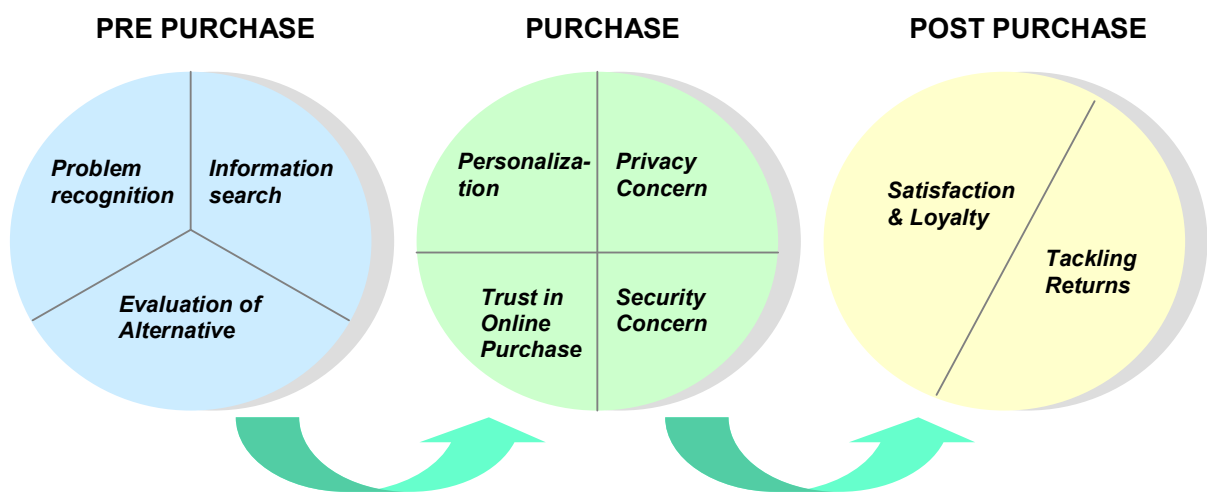 PRE PURCHASE
PURCHASE
POST PURCHASE
Problem
recognition
Information
search
Evaluation of
Alternative
Personaliza-
tion
Privacy
Concern
Trust in
Online
Purchase
Security
Concern
Satisfaction
& Loyalty
Tackling
Returns